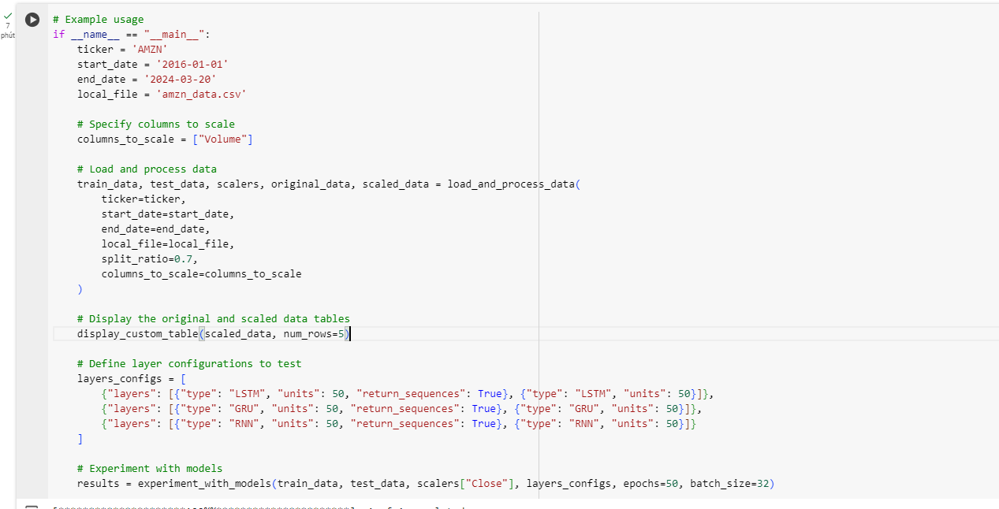 7
phút
# Example usage
if __name__ == "__main__":
    ticker = 'AMZN'
    start_date = '2016-01-01'
    end_date = '2024-03-20'
    local_file = 'amzn_data.csv'

    # Specify columns to scale
    columns_to_scale = ["Volume"]

    # Load and process data
    train_data, test_data, scalers, original_data, scaled_data = load_and_process_data(
        ticker=ticker,
        start_date=start_date,
        end_date=end_date,
        local_file=local_file,
        split_ratio=0.7,
        columns_to_scale=columns_to_scale
    )

    # Display the original and scaled data tables
    display_custom_table(scaled_data, num_rows=5)

    # Define layer configurations to test
    layers_configs = [
        {"layers": [{"type": "LSTM", "units": 50, "return_sequences": True}, {"type": "LSTM", "units": 50}]},
        {"layers": [{"type": "GRU", "units": 50, "return_sequences": True}, {"type": "GRU", "units": 50}]},
        {"layers": [{"type": "RNN", "units": 50, "return_sequences": True}, {"type": "RNN", "units": 50}]}
    ]

    # Experiment with models
    results = experiment_with_models(train_data, test_data, scalers["Close"], layers_configs, epochs=50, batch_size=32)